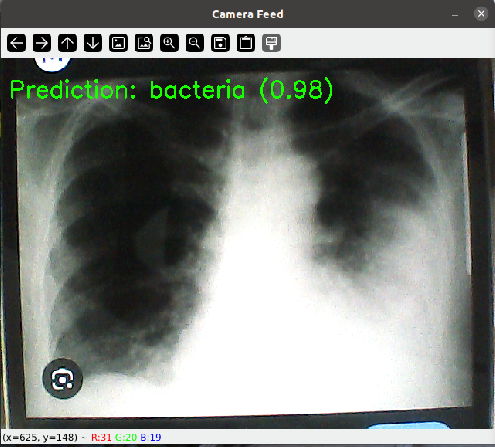 Camera Feed
Prediction: bacteria (0.98)
(x=625, y=148) ~ R:31 G:20 B:19